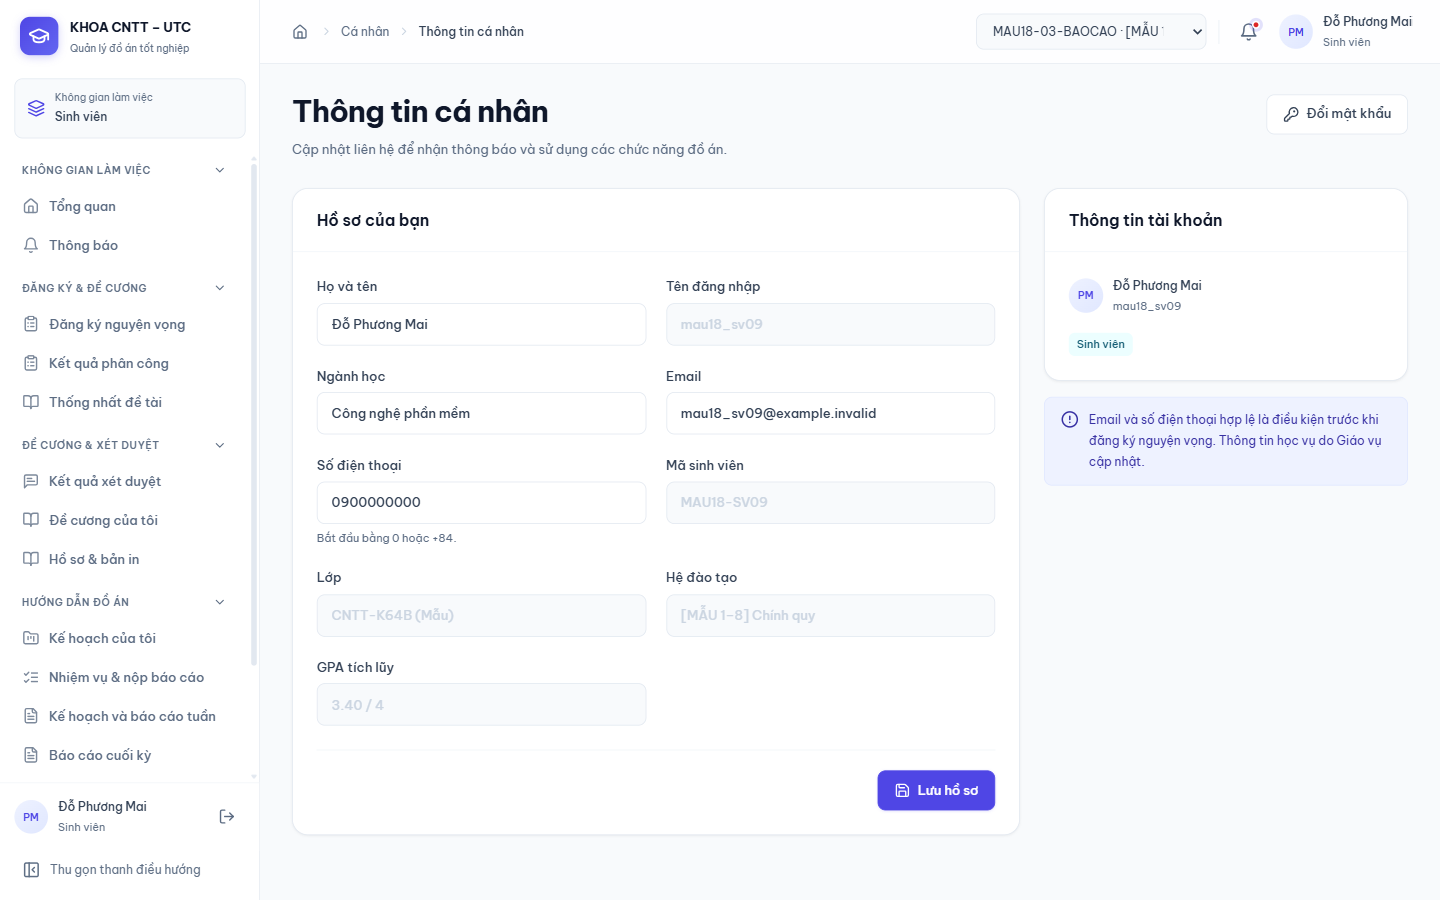 KHOA CNTT – UTC
Quản lý đồ án tốt nghiệp
Không gian làm việc
Sinh viên
KHÔNG GIAN LÀM VIỆC
Tổng quan
Thông báo
ĐĂNG KÝ & ĐỀ CƯƠNG
Đăng ký nguyện vọng
Kết quả phân công
Thống nhất đề tài
ĐỀ CƯƠNG & XÉT DUYỆT
Kết quả xét duyệt
Đề cương của tôi
Hồ sơ & bản in
HƯỚNG DẪN ĐỒ ÁN
Kế hoạch của tôi
Nhiệm vụ & nộp báo cáo
Kế hoạch và báo cáo tuần
Báo cáo cuối kỳ
PM
Đỗ Phương Mai
Sinh viên
Thu gọn thanh điều hướng
Cá nhân
Thông tin cá nhân
MAU18-03-BAOCAO · [MẪU
PM
Đỗ Phương Mai
Sinh viên
Thông tin cá nhân
Cập nhật liên hệ để nhận thông báo và sử dụng các chức năng đồ án.
Đổi mật khẩu
Hồ sơ của bạn
Họ và tên
Đỗ Phương Mai
Tên đăng nhập
mau18_sv09
Ngành học
Công nghệ phần mềm
Email
mau18_sv09@example.invalid
Số điện thoại
0900000000
Bắt đầu bằng 0 hoặc +84.
Mã sinh viên
MAU18-SV09
Lớp
CNTT-K64B (Mẫu)
Hệ đào tạo
[MẪU 1-8] Chính quy
GPA tích lũy
3.40 / 4
Lưu hồ sơ
Thông tin tài khoản
PM
Đỗ Phương Mai
mau18_sv09
Sinh viên
Email và số điện thoại hợp lệ là điều kiện trước khi
đăng ký nguyện vọng. Thông tin học vụ do Giáo vụ
cập nhật.